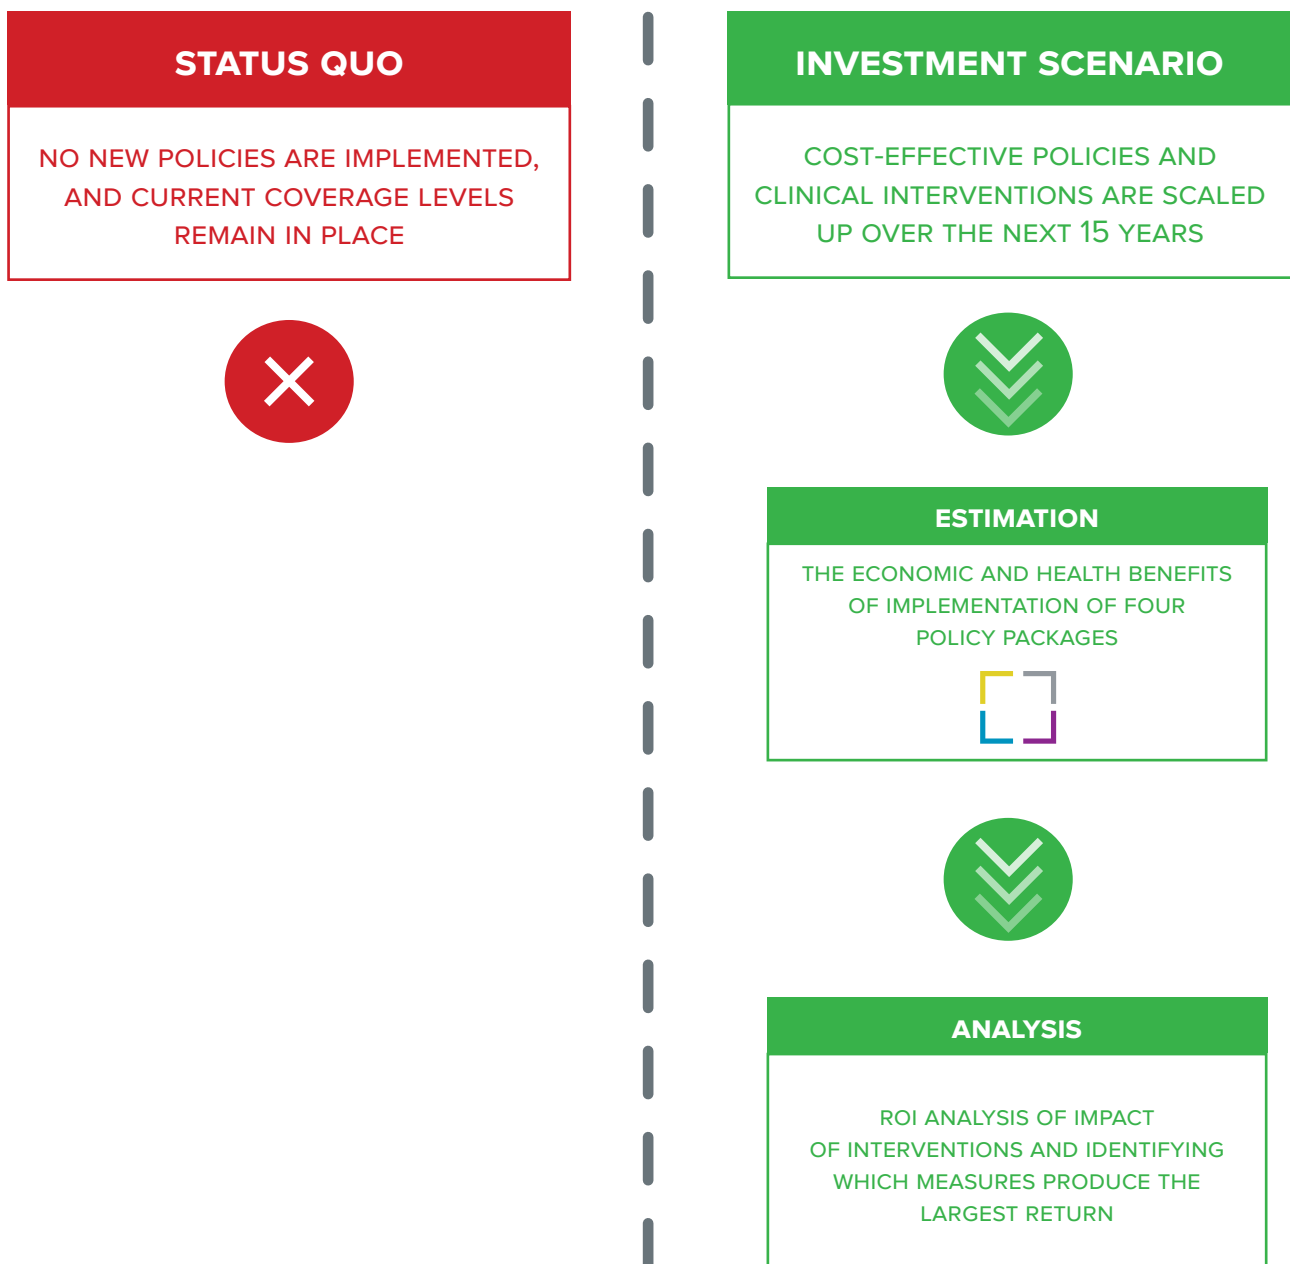 STATUS QUO
NO NEW POLICIES ARE IMPLEMENTED,
AND CURRENT COVERAGE LEVELS
REMAIN IN PLACE
INVESTMENT SCENARIO
COST-EFFECTIVE POLICIES AND
CLINICAL INTERVENTIONS ARE SCALED
UP OVER THE NEXT 15 YEARS
ESTIMATION
THE ECONOMIC AND HEALTH BENEFITS
OF IMPLEMENTATION OF FOUR
POLICY PACKAGES
ANALYSIS
ROI ANALYSIS OF IMPACT
OF INTERVENTIONS AND IDENTIFYING
WHICH MEASURES PRODUCE THE
LARGEST RETURN